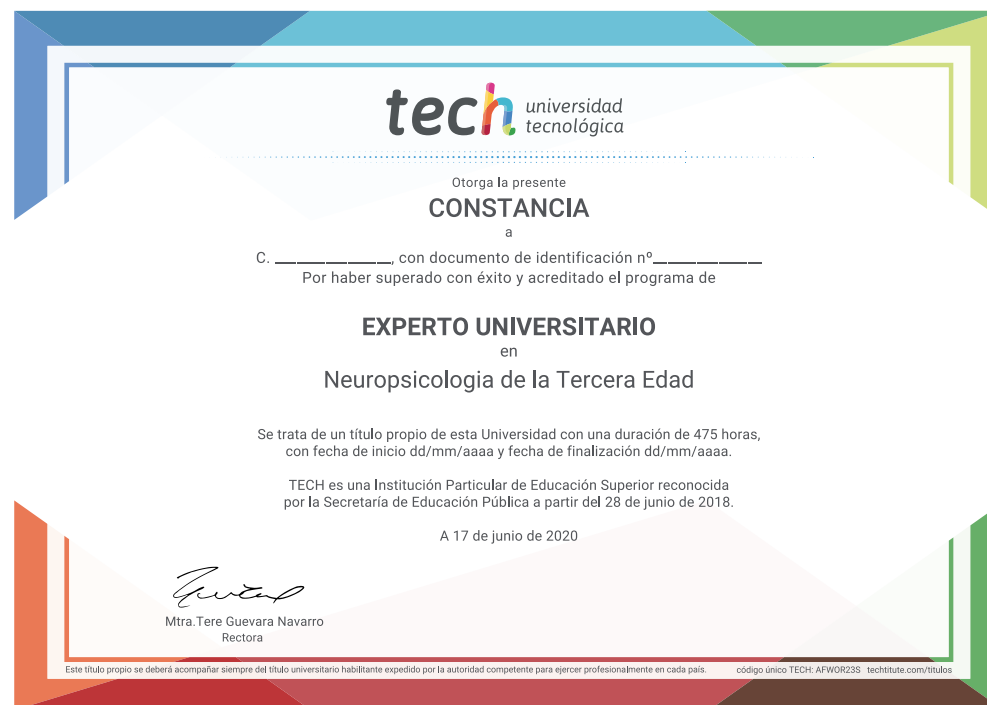 tech universidad
tecnológica
Otorga la presente
CONSTANCIA
a
C. ________________, con documento de identificación nº_______________
Por haber superado con éxito y acreditado el programa de
EXPERTO UNIVERSITARIO
en
Neuropsicologia de la Tercera Edad
Se trata de un título propio de esta Universidad con una duración de 475 horas,
con fecha de inicio dd/mm/aaaa y fecha de finalización dd/mm/aaaa.
TECH es una Institución Particular de Educación Superior reconocida
por la Secretaría de Educación Pública a partir del 28 de junio de 2018.
A 17 de junio de 2020
Mtra.Tere Guevara Navarro
Rectora
Este título propio se deberá acompañar siempre del título universitario habilitante expedido por la autoridad competente para ejercer profesionalmente en cada país. código único TECH: AFWOR23S techtitute.com/titulos